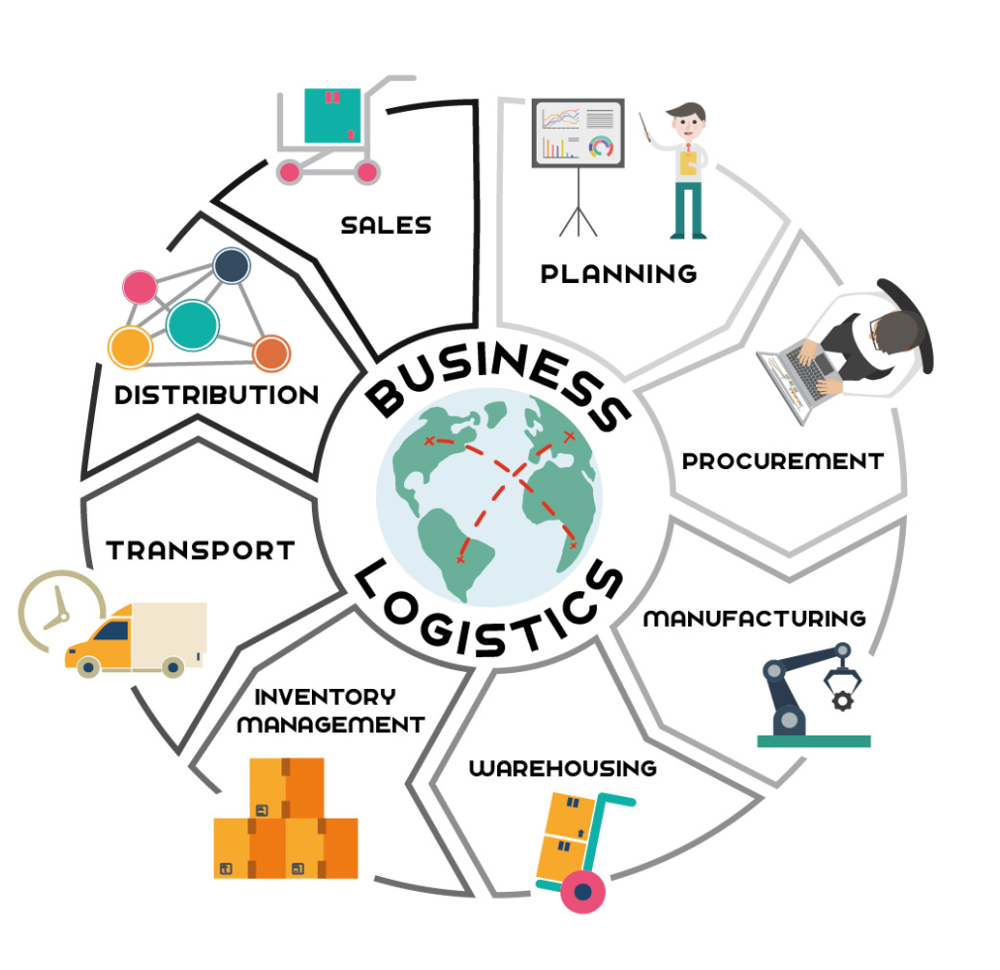 BUSINESS
LOGISTICS
PLANNING
PROCUREMENT
MANUFACTURING
WAREHOUSING
INVENTORY
MANAGEMENT
TRANSPORT
DISTRIBUTION
SALES